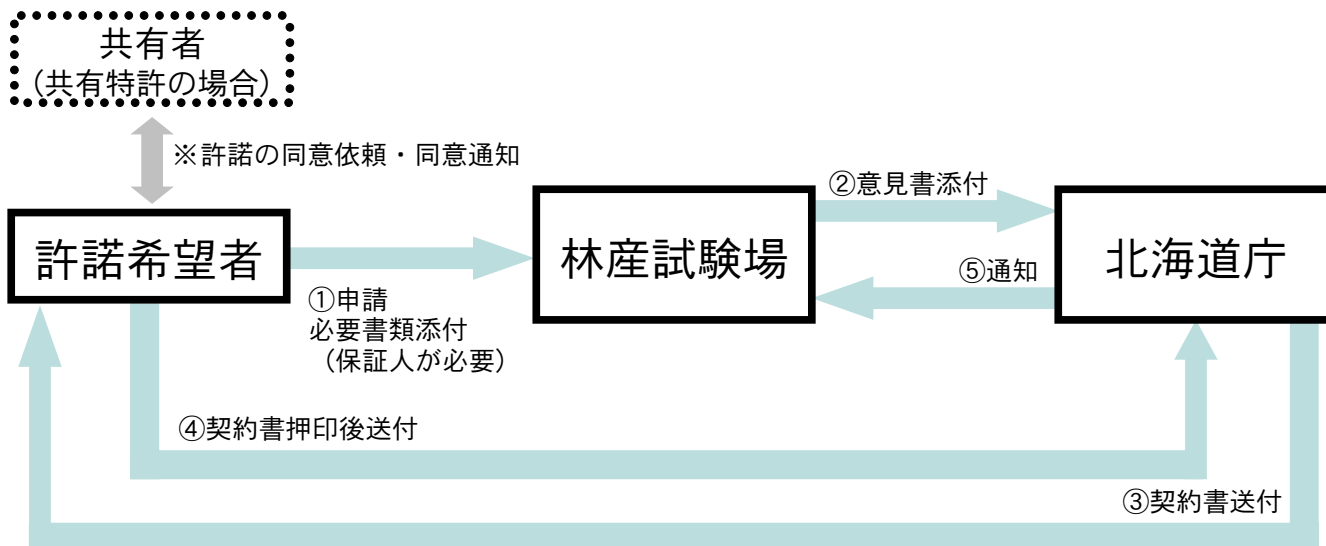 共有者
（共有特許の場合）
※許諾の同意依頼・同意通知
②意見書添付
許諾希望者
林産試験場
北海道庁
⑤通知
①申請
必要書類添付
（保証人が必要）
④契約書押印後送付
③契約書送付